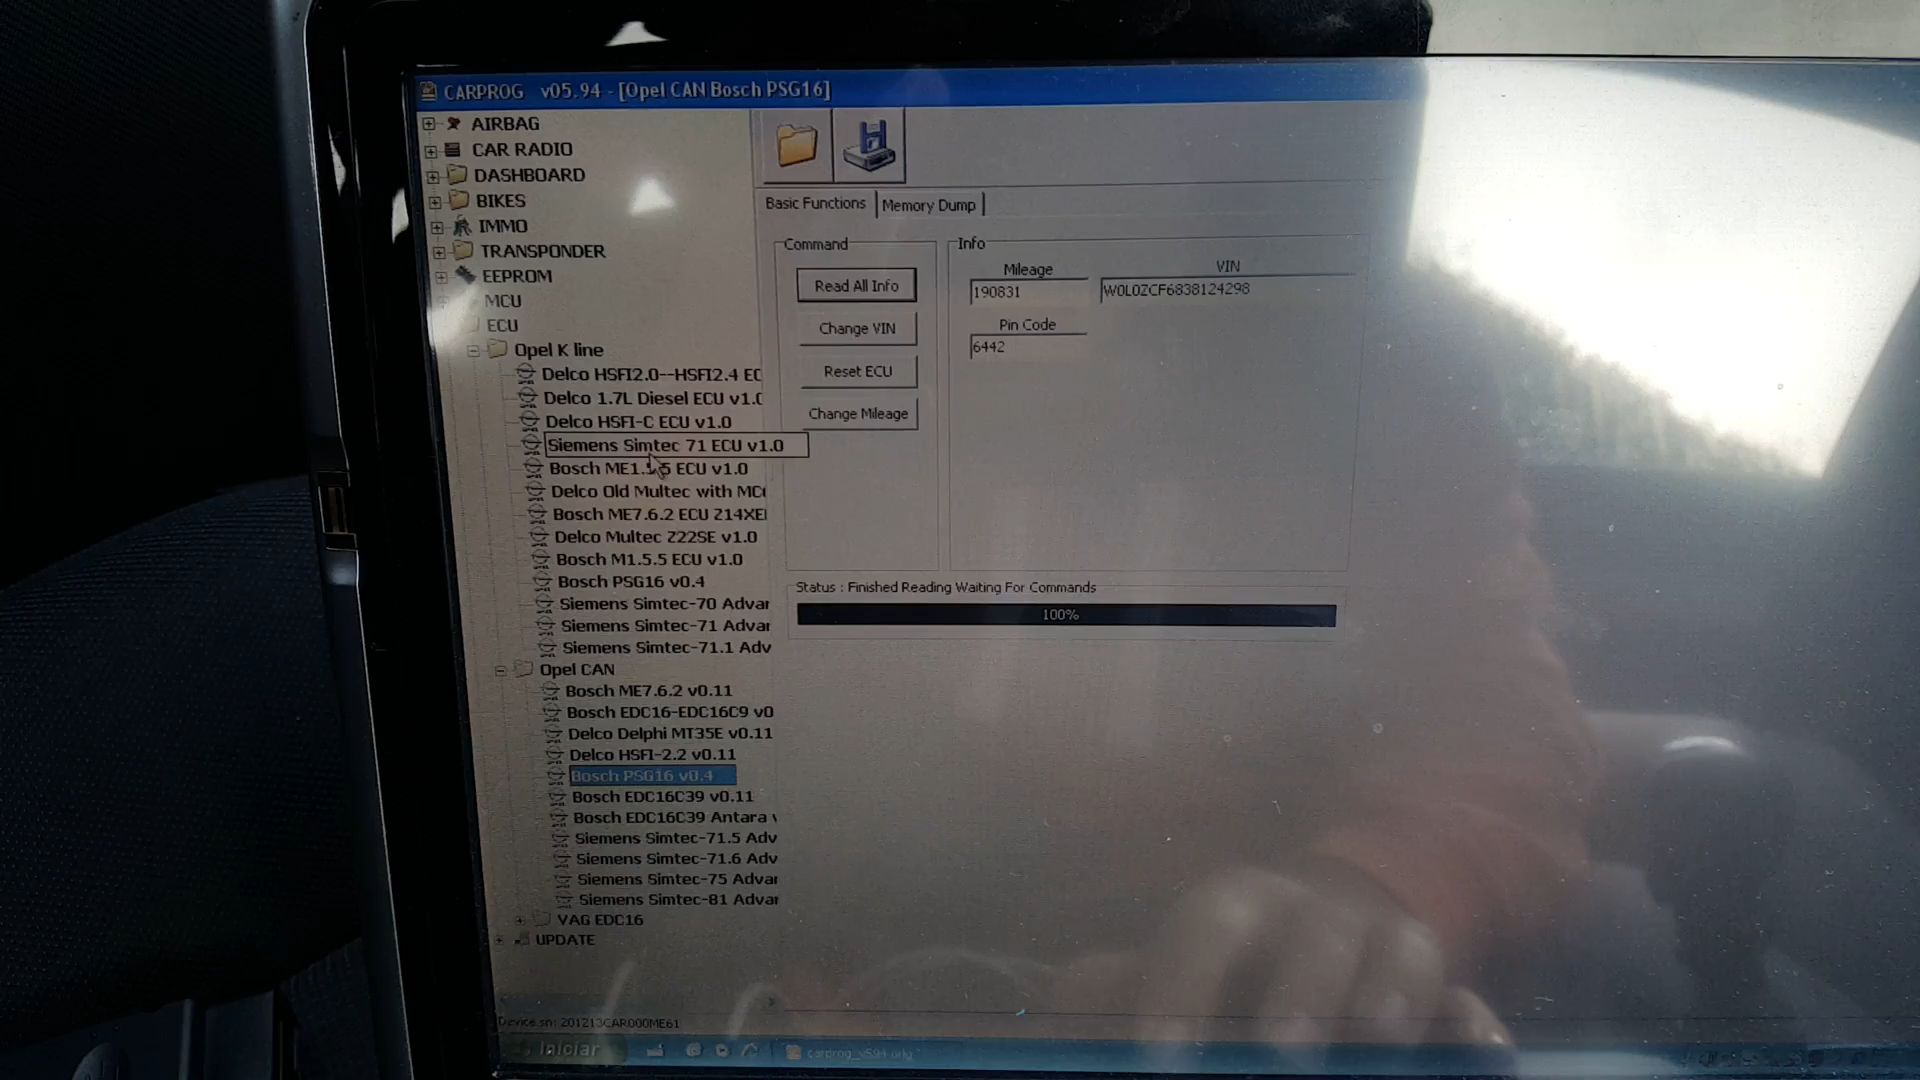 CARPROG v05.94 - [Opel CAN Bosch PSG16]
AIRBAG
CAR RADIO
DASHBOARD
BIKES
IMMO
TRANSPONDER
EEPROM
MCU
ECU
Opel K line
Delco HSFI2.0--HSFI2.4 EC
Delco 1.7L Diesel ECU v1.0
Delco HSFI-C ECU v1.0
Siemens Simtec 71 ECU v1.0
Bosch ME1.5.5 ECU v1.0
Delco Old Multec with MC
Bosch ME7.6.2 ECU Z14XE
Delco Multec Z22SE v1.0
Bosch M1.5.5 ECU v1.0
Bosch PSG16 v0.4
Siemens Simtec-70 Advar
Siemens Simtec-71 Advar
Siemens Simtec-71.1 Adv
Opel CAN
Bosch ME7.6.2 v0.11
Bosch EDC16-EDC16C9 v0
Delco Delphi MT35E v0.11
Delco HSFI-2.2 v0.11
Bosch PSG16 v0.4
Bosch EDC16C39 v0.11
Bosch EDC16C39 Antara v
Siemens Simtec-71.5 Adv
Siemens Simtec-71.6 Adv
Siemens Simtec-75 Advar
Siemens Simtec-81 Advar
VAG EDC16
UPDATE
Device sn: 201213CAR000ME61
Basic Functions
Memory Dump
Command
Read All Info
Change VIN
Reset ECU
Change Mileage
Info
Mileage
190831
VIN
W0L0ZCF6838124298
Pin Code
6442
Status : Finished Reading Waiting For Commands
100%
Iniciar